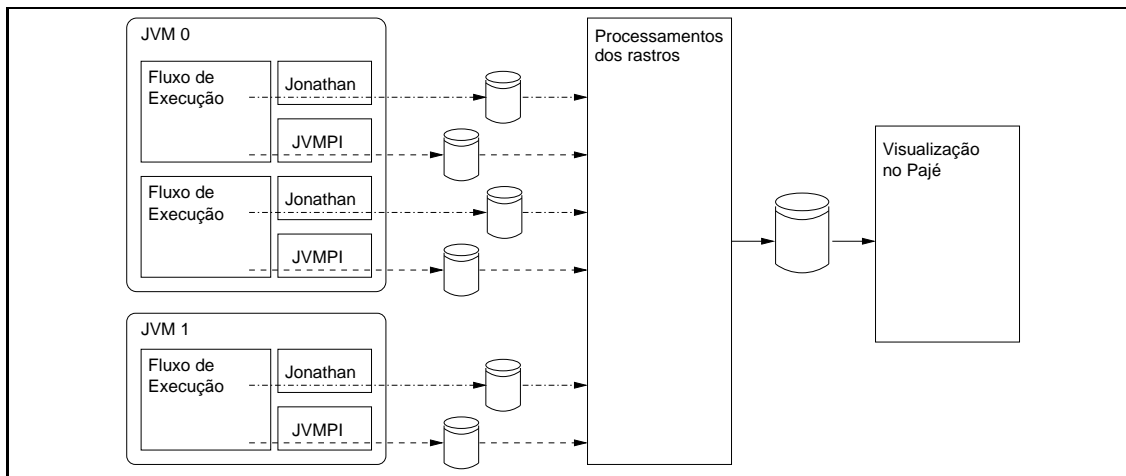 JVM 0
Fluxo de
Execução
Jonathan
JVMPI
Fluxo de
Execução
Jonathan
JVMPI
JVM 1
Fluxo de
Execução
Jonathan
JVMPI
Processamentos
dos rastros
Visualização
no Pajé